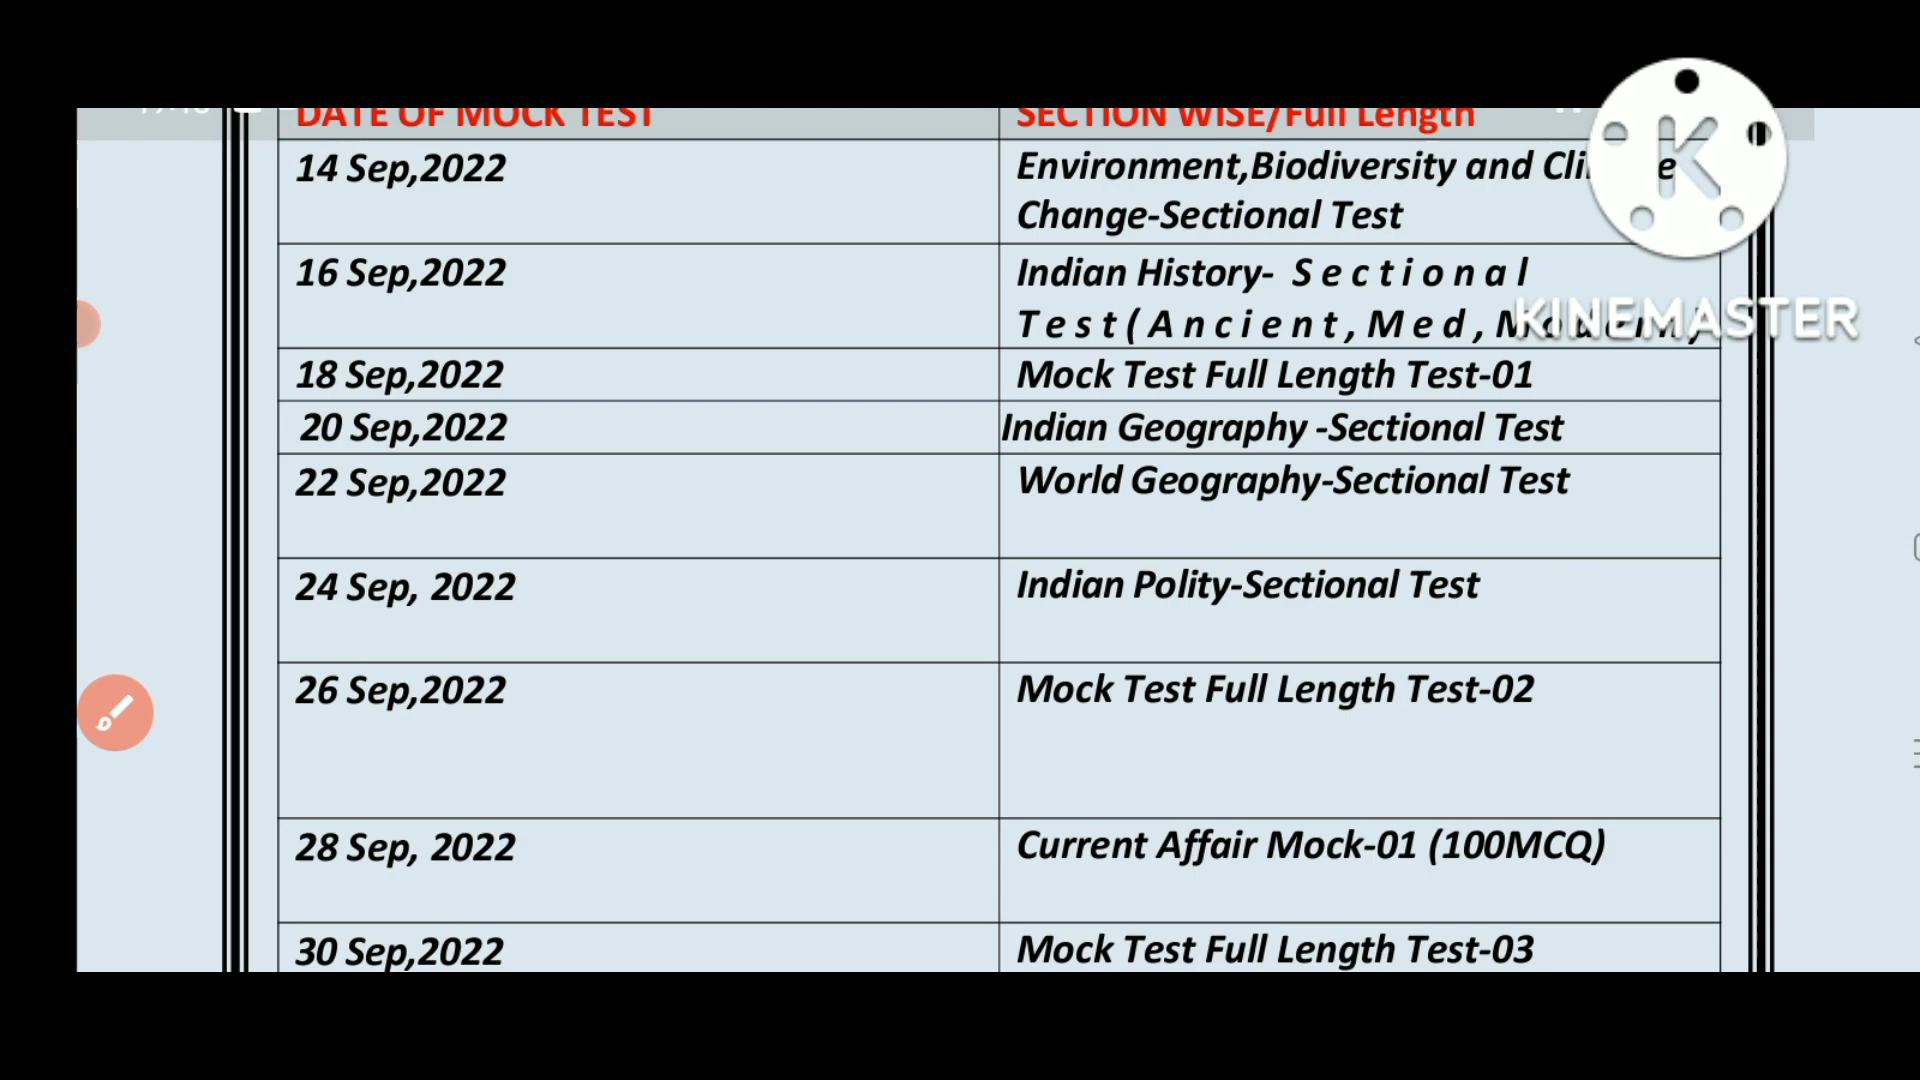 DATE OF MOCK TEST SECTION WISE/Full Length
14 Sep,2022 Environment,Biodiversity and
Change-Sectional Test
16 Sep,2022 Indian History- Sectional
Test(Ancient,Med,Modern)
KINEMASTER
18 Sep,2022 Mock Test Full Length Test-01
20 Sep,2022 Indian Geography -Sectional Test
22 Sep,2022 World Geography-Sectional Test
24 Sep, 2022 Indian Polity-Sectional Test
26 Sep,2022 Mock Test Full Length Test-02
28 Sep, 2022 Current Affair Mock-01 (100MCQ)
30 Sep,2022 Mock Test Full Length Test-03